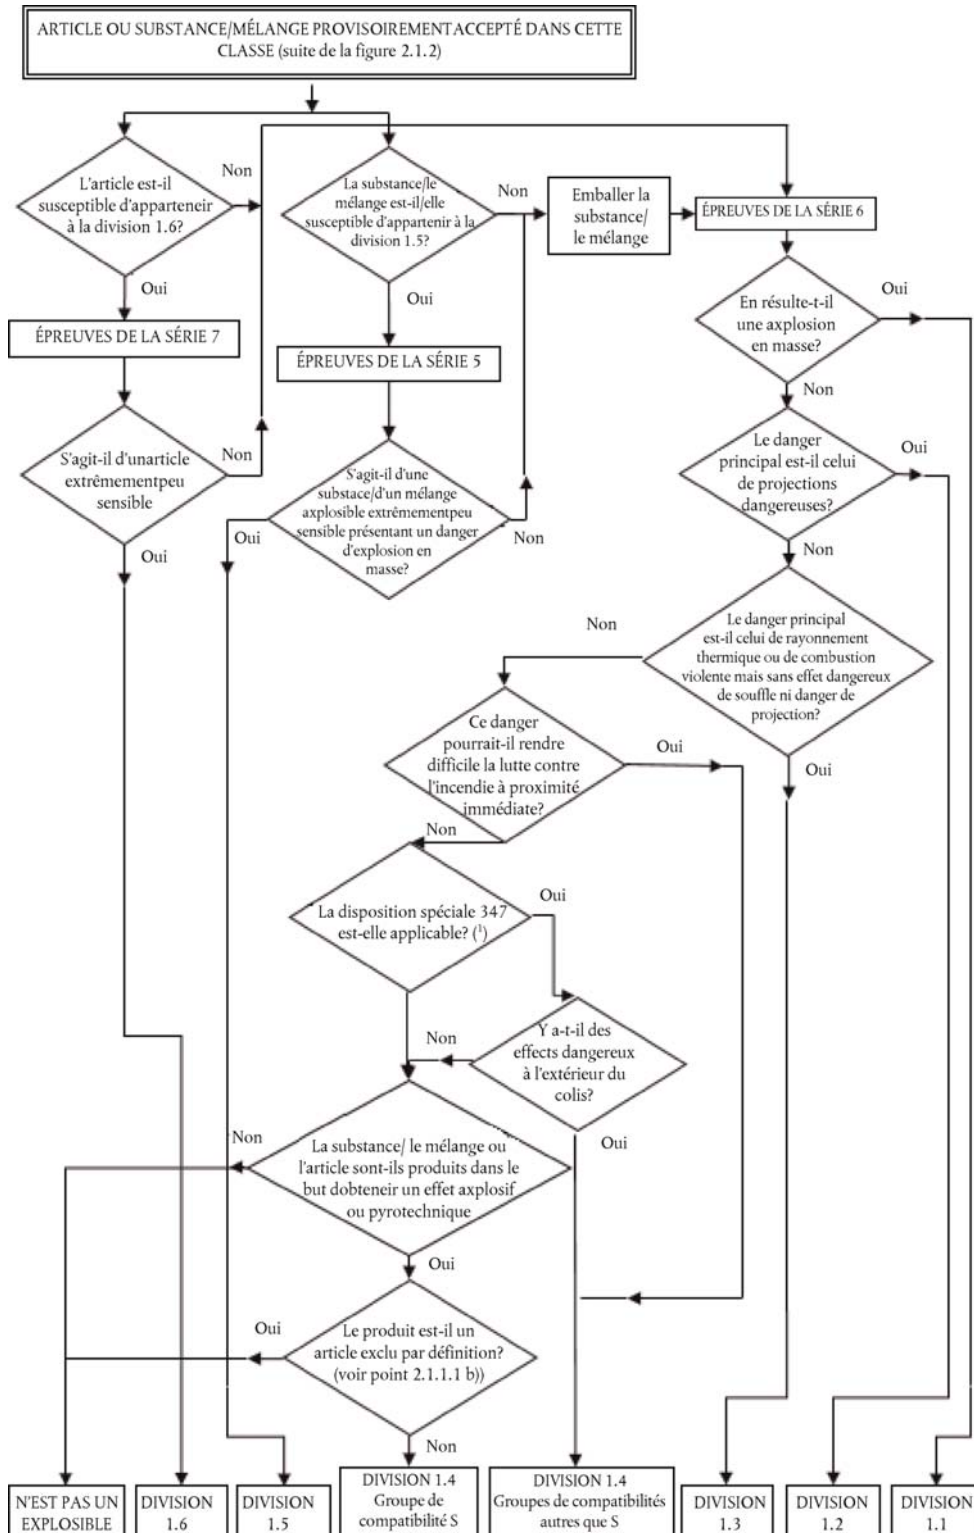 ARTICLE OU SUBSTANCE/MÉLANGE PROVISOIREMENT ACCEPTÉ DANS CETTE
CLASSE (suite de la figure 2.1.2)
L'article est-il
susceptible d'apparteneir
à la division 1.6?
Non
Oui
La substance/le
mélange est-il/elle
susceptible d'appartenir à la
division 1.5?
Non
Oui
Emballer la
substance/
le mélange
ÉPREUVES DE LA SÉRIE 6
ÉPREUVES DE LA SÉRIE 7
ÉPREUVES DE LA SÉRIE 5
En résulte-t-il
une axplosion
en masse?
Oui
Non
S'agit-il d'unarticle
extrêmementpeu
sensible
Non
Oui
S'agit-il d'une
substace/d'un mélange
axplosible extrêmementpeu
sensible présentant un danger
d'explosion en
masse?
Oui
Non
Le danger
principal est-il celui
de projections
dangereuses?
Oui
Non
Le danger principal
est-il celui de rayonnement
thermique ou de combustion
violente mais sans effet dangereux
de souffle ni danger de
projection?
Non
Oui
Ce danger
pourrait-il rendre
difficile la lutte contre
l'incendie à proximité
immédiate?
Oui
Non
La disposition spéciale 347
est-elle applicable? (1)
Oui
Y a-t-il des
effects dangereux
à l'extérieur du
colis?
Non
Oui
La substance/ le mélange ou
l'article sont-ils produits dans le
but dobteneir un effet axplosif
ou pyrotechnique
Non
Oui
Le produit est-il un
article exclu par définition?
(voir point 2.1.1.1 b))
Oui
Non
N'EST PAS UN
EXPLOSIBLE
DIVISION
1.6
DIVISION
1.5
DIVISION 1.4
Groupe de
compatibilité S
DIVISION 1.4
Groupes de compatibilités
autres que S
DIVISION
1.3
DIVISION
1.2
DIVISION
1.1